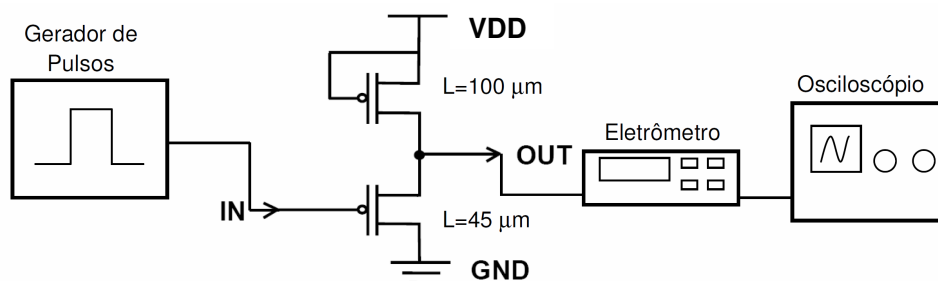 Gerador de
Pulsos
VDD
L=100 μm
Osciloscópio
Eletrômetro
OUT
IN
L=45 μm
GND